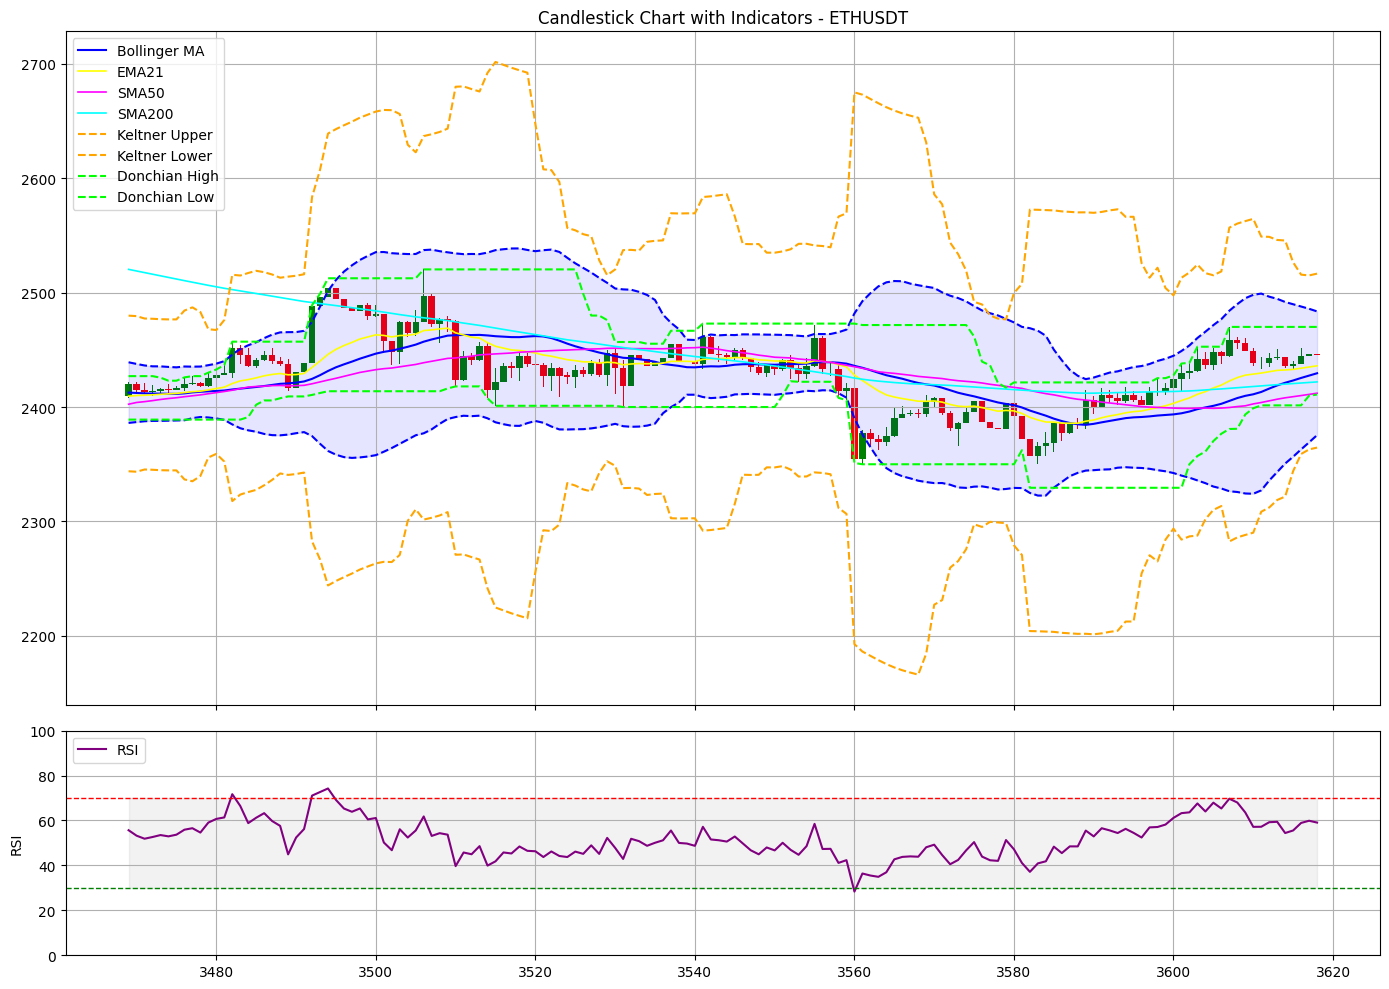 Candlestick Chart with Indicators - ETHUSDT
Bollinger MA
EMA21
SMA50
SMA200
Keltner Upper
Keltner Lower
Donchian High
Donchian Low
2700
2600
2500
2400
2300
2200
RSI
100
80
60
40
20
0
RSI
3480 3500 3520 3540 3560 3580 3600 3620